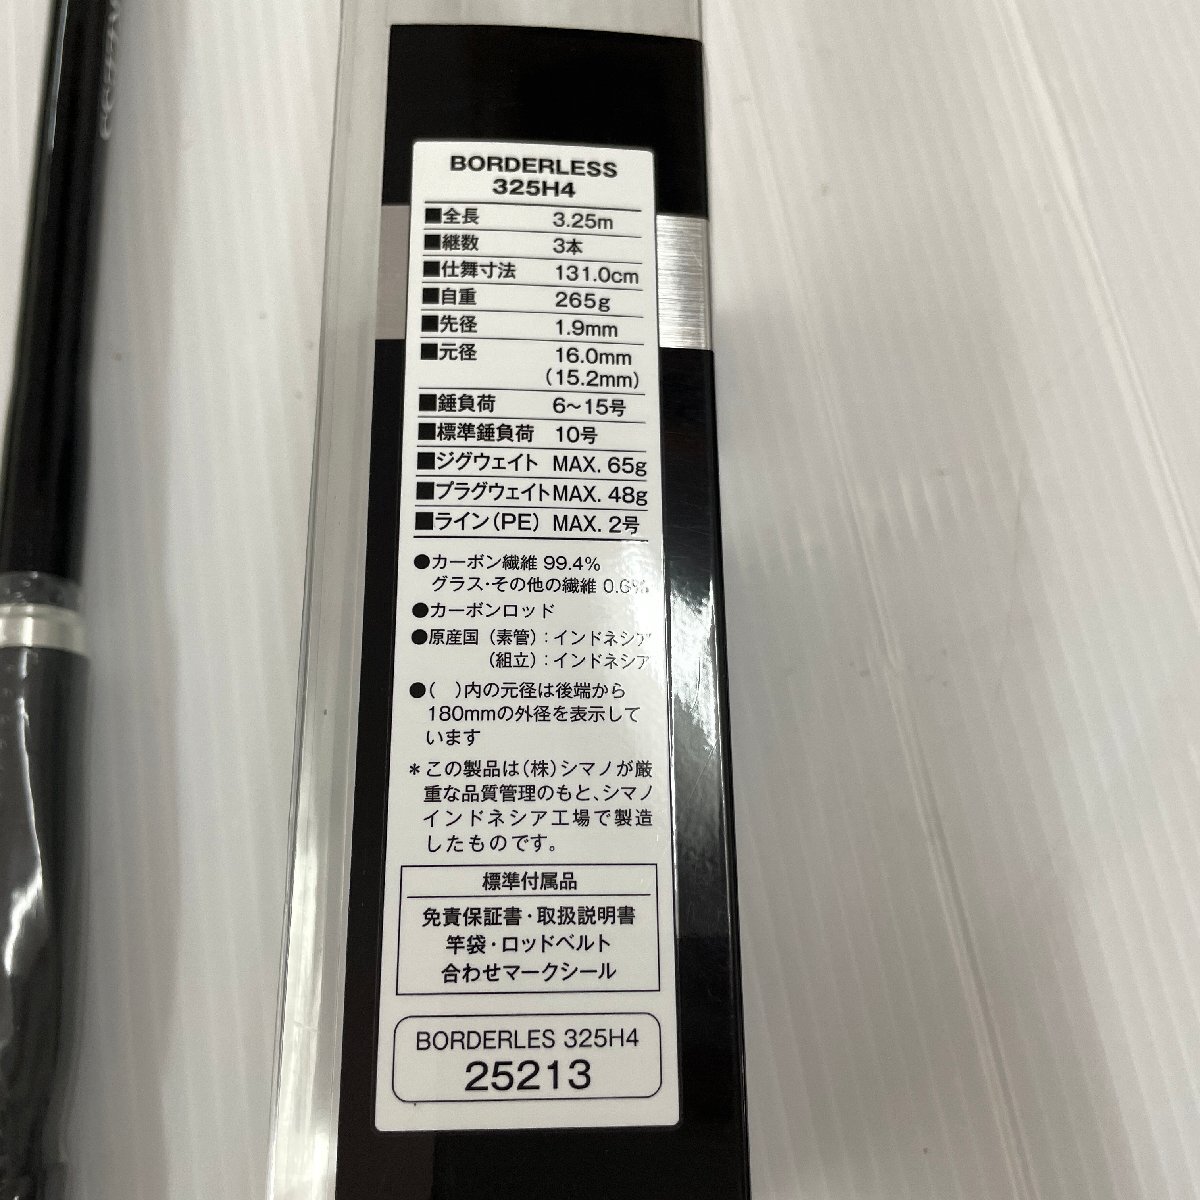 BORDERLESS
325H4
■全長 3.25m
■継数 3本
■仕舞寸法 131.0cm
■自重 265g
■先径 1.9mm
■元径 16.0mm
(15.2mm)
■錘負荷 6〜15号
■標準錘負荷 10号
■ジグウェイト MAX. 65g
■プラグウェイト MAX. 48g
■ライン(PE) MAX. 2号
●カーボン繊維 99.4%
グラス・その他の繊維 0.6%
●カーボンロッド
●原産国(素管):インドネシア
(組立):インドネシア
●( )内の元径は後端から
180mmの外径を表示して
います
*この製品は(株)シマノが厳
重な品質管理のもと、シマノ
インドネシア工場で製造
したものです。
標準付属品
免責保証書・取扱説明書
竿袋・ロッドベルト
合わせマークシール
BORDERLES 325H4
25213